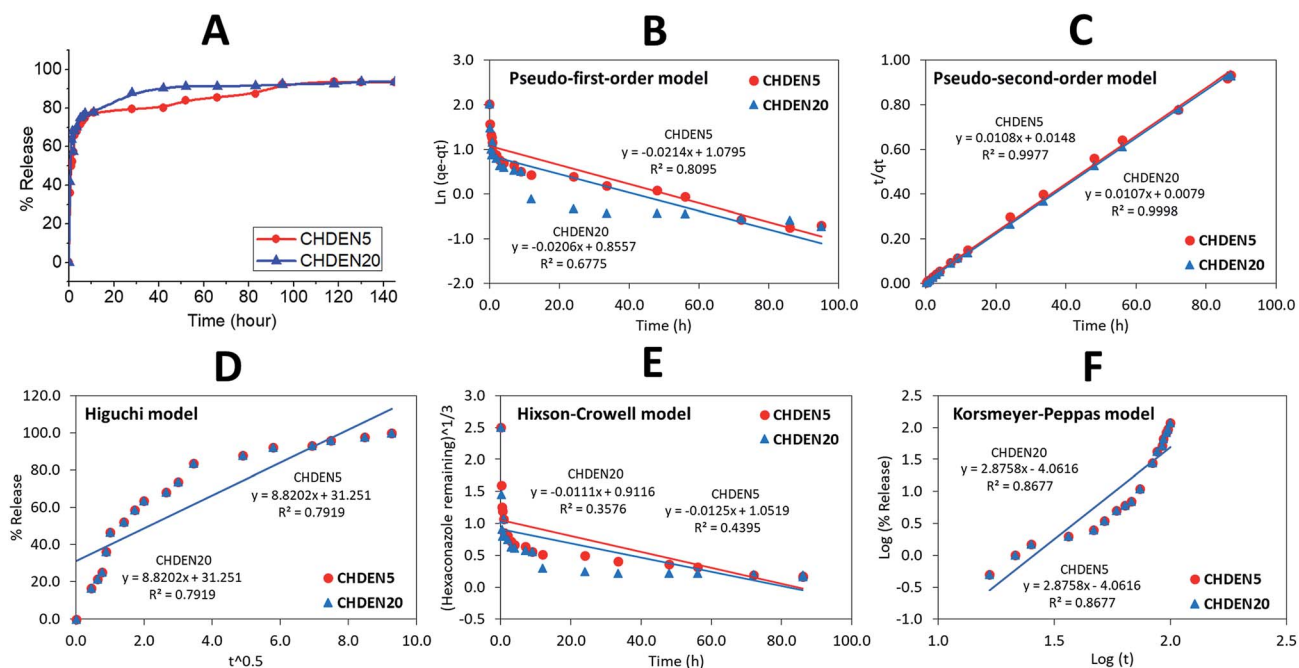 A
% Release
100
80
60
40
20
0
CHDEN5
CHDEN20
0 20 40 60 80 100 120 140
Time (hour)
B
Pseudo-first-order model
CHDEN5
CHDEN20
Ln (qe-qt)
3.0
2.0
1.0
0.0
-1.0
-2.0
CHDEN5
y = -0.0214x + 1.0795
R² = 0.8095
CHDEN20
y = -0.0206x + 0.8557
R² = 0.6775
0.0 20.0 40.0 60.0 80.0 100.0
Time (h)
C
Pseudo-second-order model
t/qt
1.00
0.80
0.60
0.40
0.20
0.00
CHDEN5
y = 0.0108x + 0.0148
R² = 0.9977
CHDEN20
y = 0.0107x + 0.0079
R² = 0.9998
CHDEN5
CHDEN20
0.0 20.0 40.0 60.0 80.0 100.0
Time (h)
D
Higuchi model
% Release
120.0
100.0
80.0
60.0
40.0
20.0
0.0
CHDEN5
y = 8.8202x + 31.251
R² = 0.7919
CHDEN20
y = 8.8202x + 31.251
R² = 0.7919
CHDEN5
CHDEN20
0.0 2.0 4.0 6.0 8.0 10.0
t^0.5
E
Hixson-Crowell model
CHDEN5
CHDEN20
(Hexaconazole remaining)^1/3
3.0
2.5
2.0
1.5
1.0
0.5
0.0
-0.5
CHDEN20
y = -0.0111x + 0.9116
R² = 0.3576
CHDEN5
y = -0.0125x + 1.0519
R² = 0.4395
0.0 20.0 40.0 60.0 80.0 100.0
Time (h)
F
Korsmeyer-Peppas model
Log (% Release)
2.5
2.0
1.5
1.0
0.5
0.0
-0.5
-1.0
CHDEN20
y = 2.8758x - 4.0616
R² = 0.8677
CHDEN5
y = 2.8758x - 4.0616
R² = 0.8677
CHDEN5
CHDEN20
1.0 1.5 2.0 2.5
Log (t)